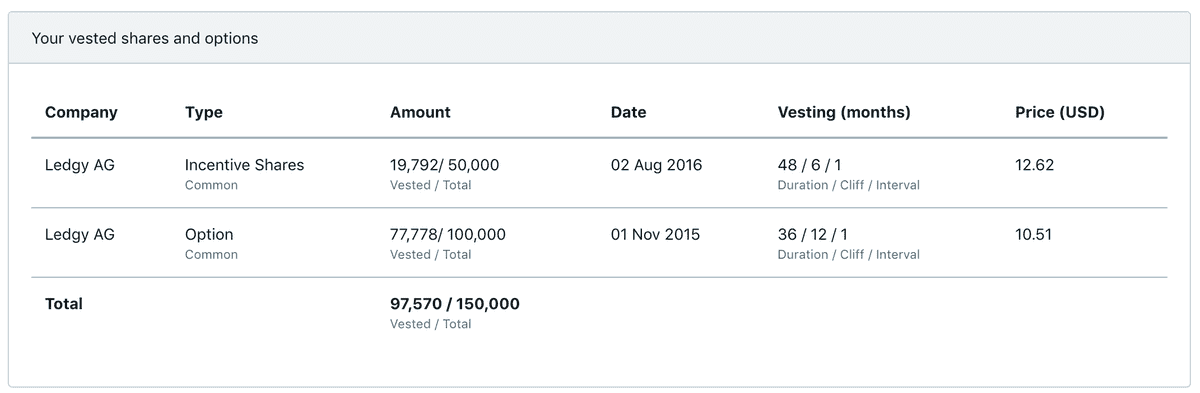 Your vested shares and options
Company Type Amount Date Vesting (months) Price (USD)
Ledgy AG Incentive Shares 19,792/ 50,000 02 Aug 2016 48 / 6 / 1 12.62
Common Vested / Total Duration / Cliff / Interval
Ledgy AG Option 77,778/ 100,000 01 Nov 2015 36 / 12 / 1 10.51
Common Vested / Total Duration / Cliff / Interval
Total 97,570 / 150,000
Vested / Total